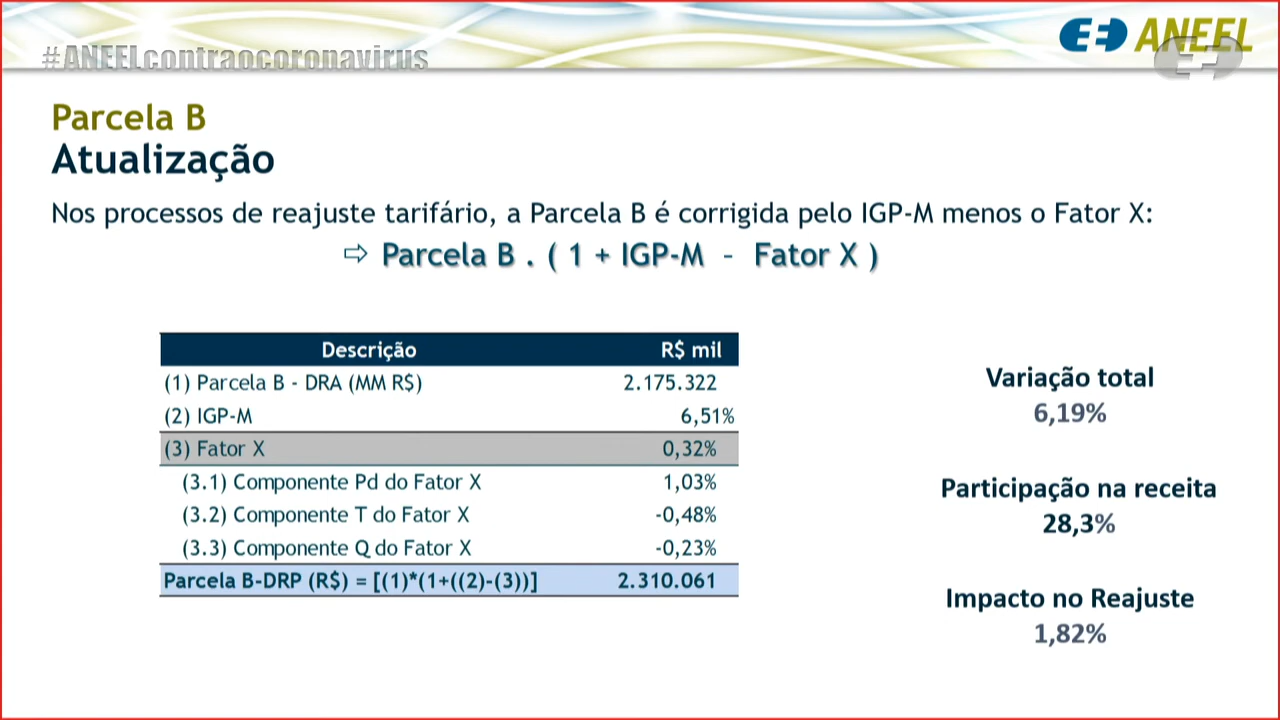 #ANEELcontraocoronavirus
ANEEL
Parcela B
Atualização
Nos processos de reajuste tarifário, a Parcela B é corrigida pelo IGP-M menos o Fator X:
⇨ Parcela B . ( 1 + IGP-M – Fator X )
Descrição R$ mil
(1) Parcela B - DRA (MM R$) 2.175.322
(2) IGP-M 6,51%
(3) Fator X 0,32%
(3.1) Componente Pd do Fator X 1,03%
(3.2) Componente T do Fator X -0,48%
(3.3) Componente Q do Fator X -0,23%
Parcela B-DRP (R$) = [(1)*(1+((2)-(3))] 2.310.061
Variação total
6,19%
Participação na receita
28,3%
Impacto no Reajuste
1,82%